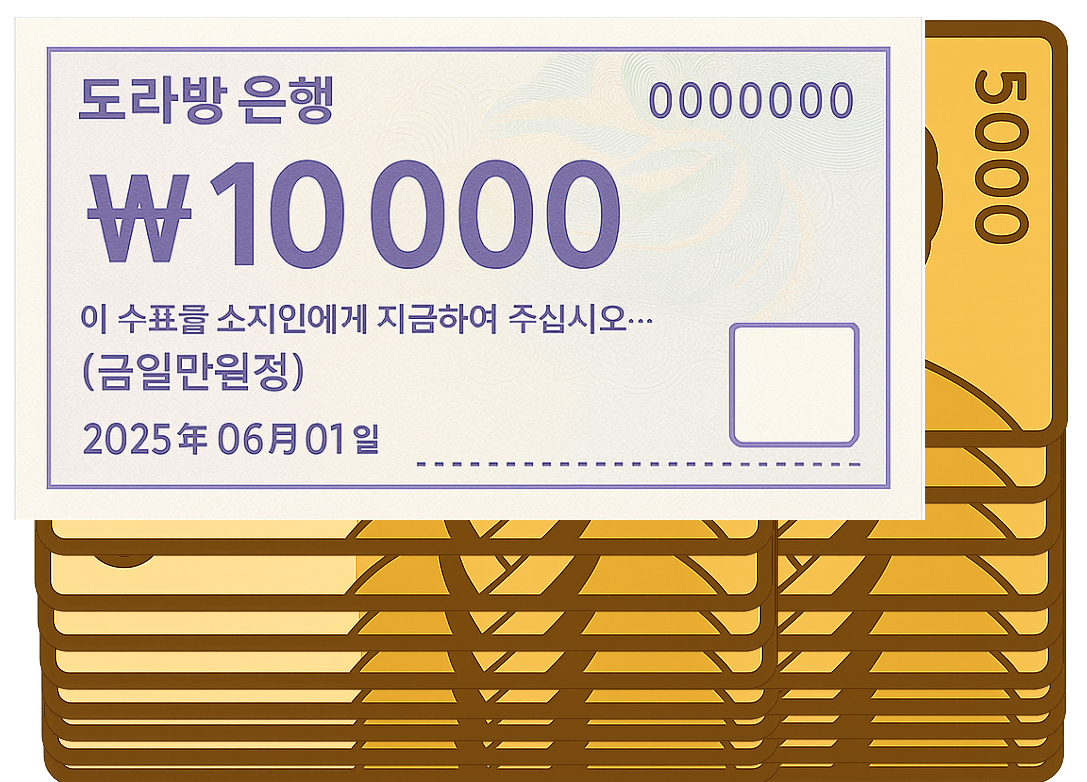 도라방 은행 0000000
₩10 000
이 수표를 소지인에게 지금하여 주십시오…
(금일만원정)
2025年 06月 01일
5000